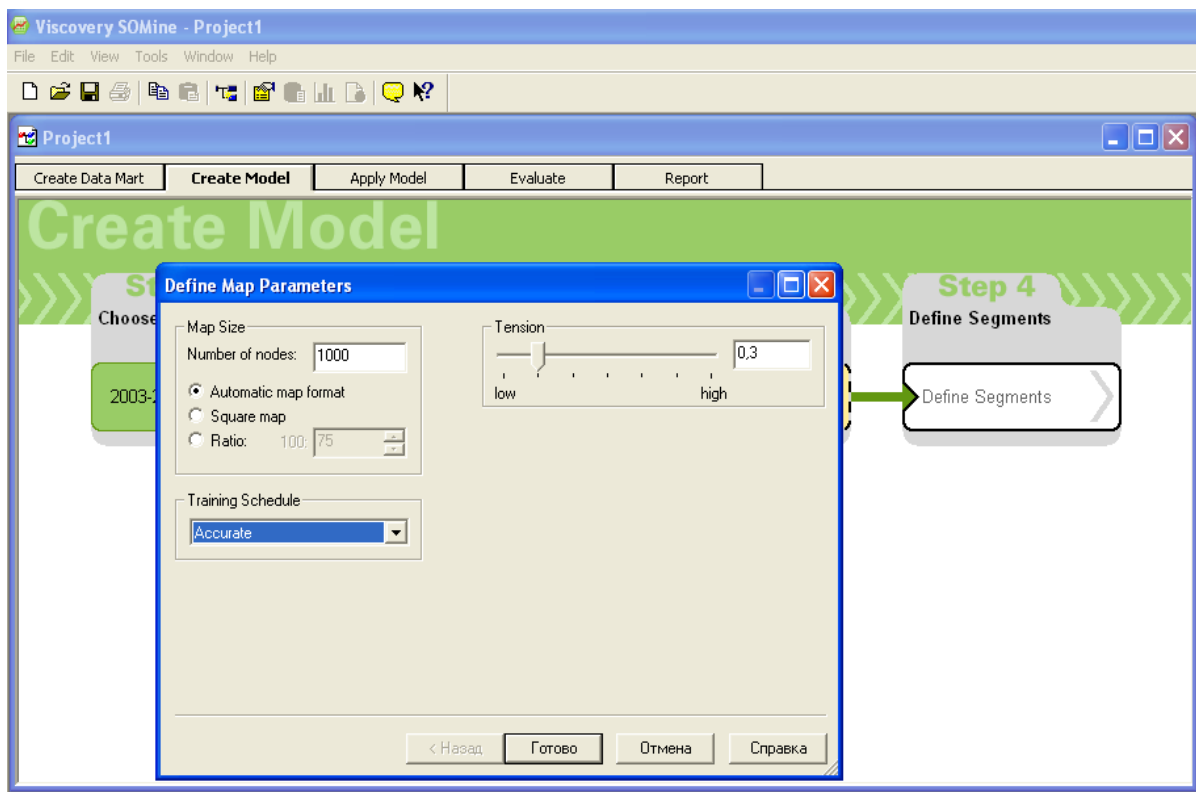 Viscovery SOMine - Project1
File Edit View Tools Window Help
Project1
Create Data Mart Create Model Apply Model Evaluate Report
Create Model
Choose
2003-
Step 4
Define Segments
Define Segments
Define Map Parameters
Map Size
Number of nodes: 1000
Automatic map format
Square map
Ratio: 100: 75
Training Schedule
Accurate
Tension
0,3
low high
< Назад Готово Отмена Справка